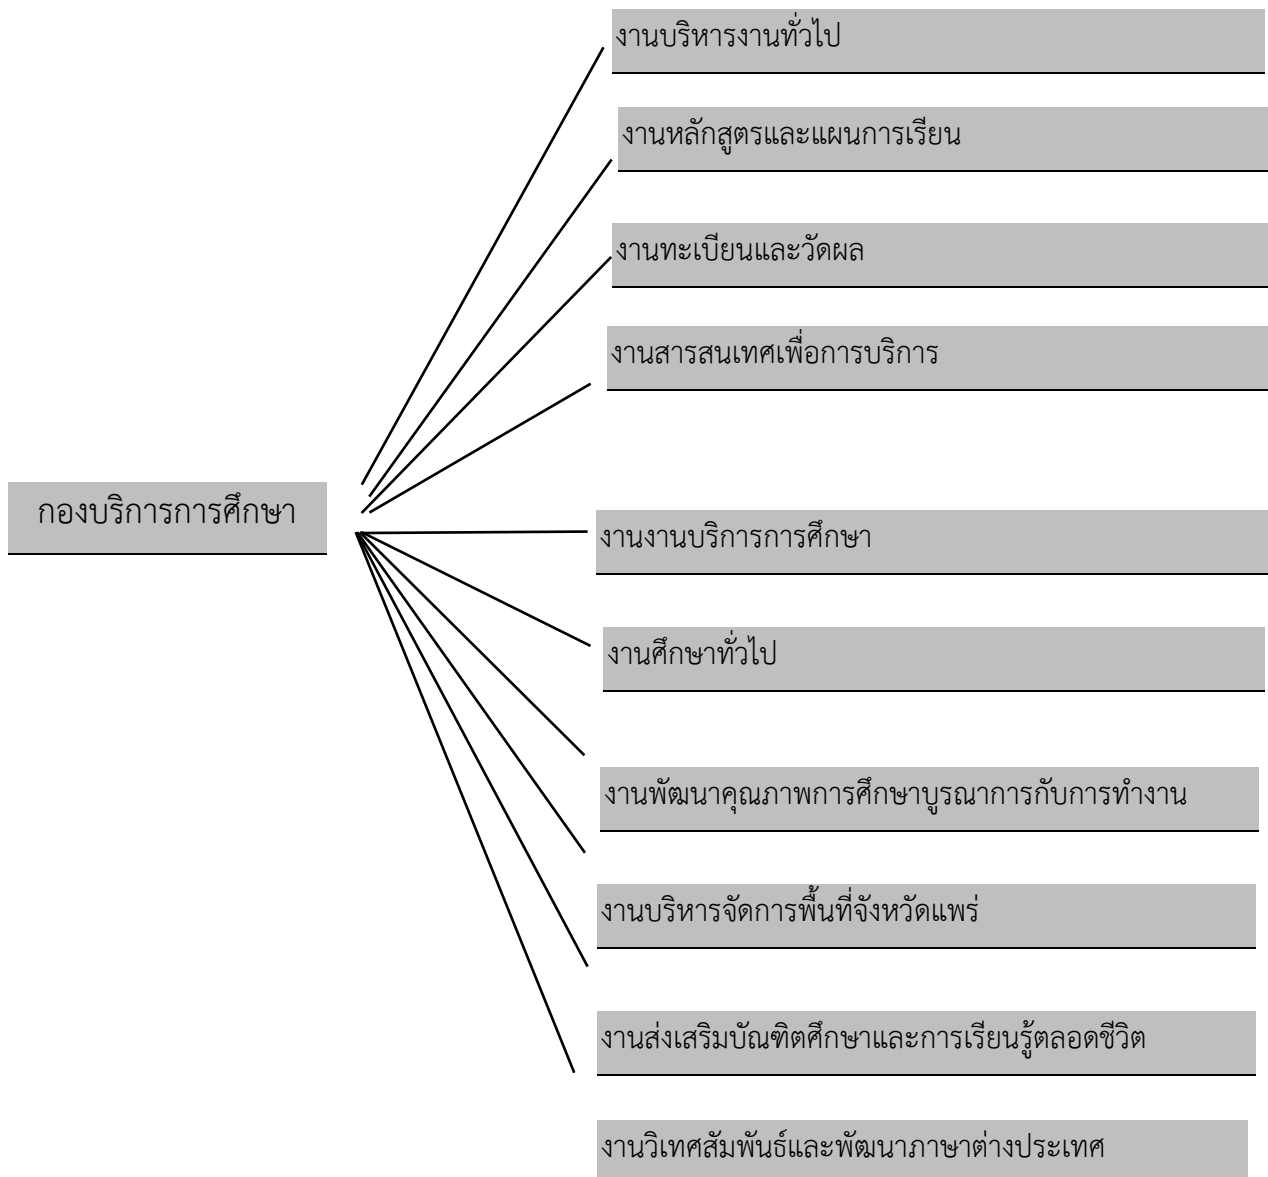 งานบริหารงานทั่วไป
งานหลักสูตรและแผนการเรียน
งานทะเบียนและวัดผล
งานสารสนเทศเพื่อการบริการ
กองบริการการศึกษา
งานงานบริการการศึกษา
งานศึกษาทั่วไป
งานพัฒนาคุณภาพการศึกษาบูรณาการกับการทำงาน
งานบริหารจัดการพื้นที่จังหวัดแพร่
งานส่งเสริมบัณฑิตศึกษาและการเรียนรู้ตลอดชีวิต
งานวิเทศสัมพันธ์และพัฒนาภาษาต่างประเทศ